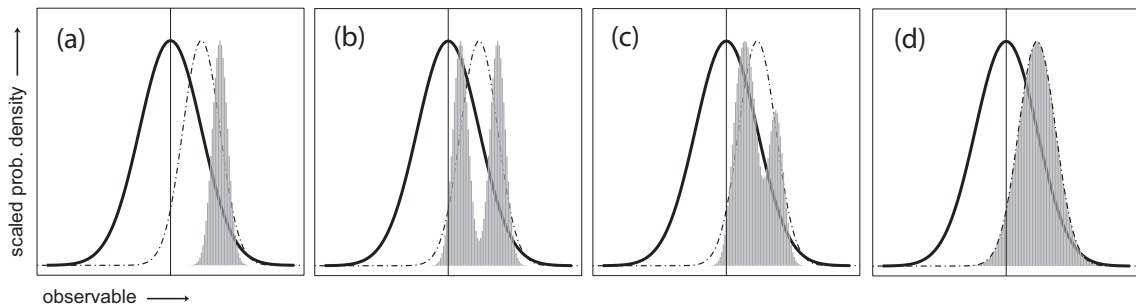 (a)
(b)
(c)
(d)
scaled prob. density
observable